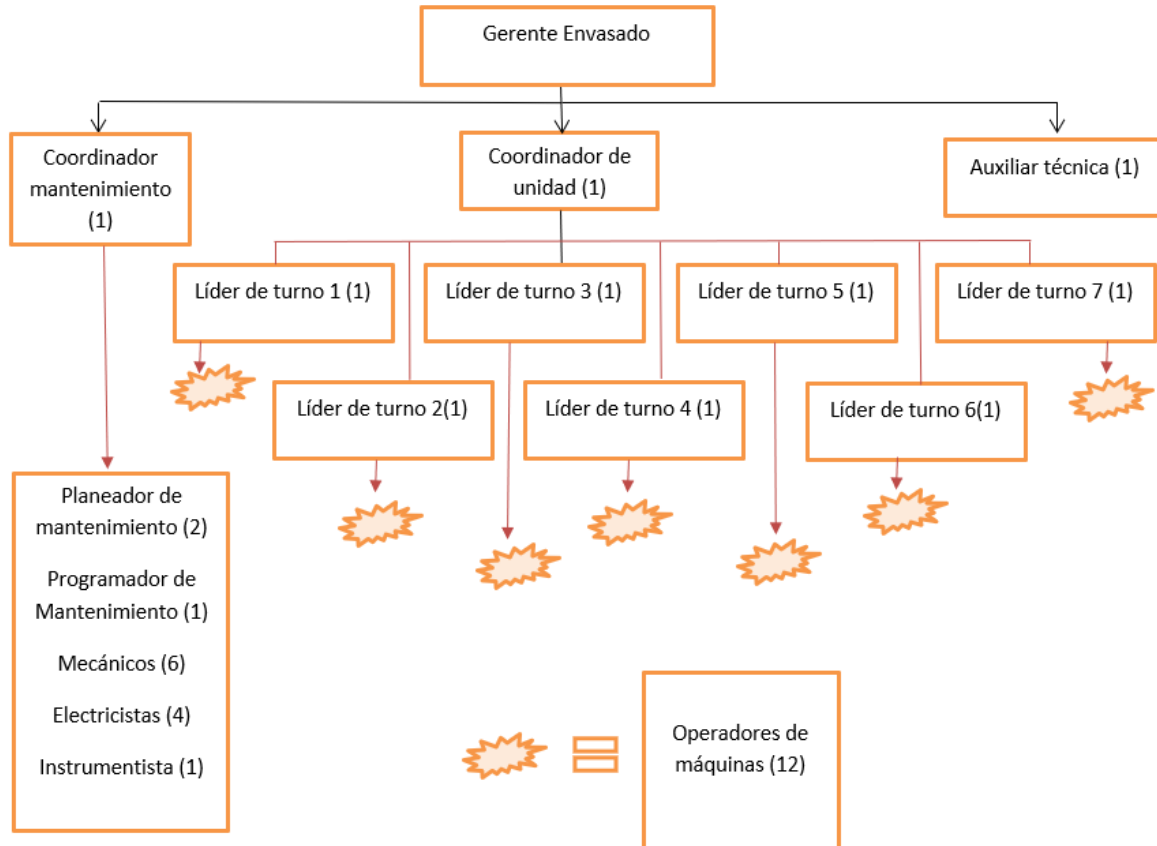 Gerente Envasado
Coordinador
mantenimiento
(1)
Coordinador de
unidad (1)
Auxiliar técnica (1)
Líder de turno 1 (1)
Líder de turno 3 (1)
Líder de turno 5 (1)
Líder de turno 7 (1)
Líder de turno 2(1)
Líder de turno 4 (1)
Líder de turno 6(1)
Planeador de
mantenimiento (2)
Programador de
Mantenimiento (1)
Mecánicos (6)
Electricistas (4)
Instrumentista (1)
Operadores de
máquinas (12)